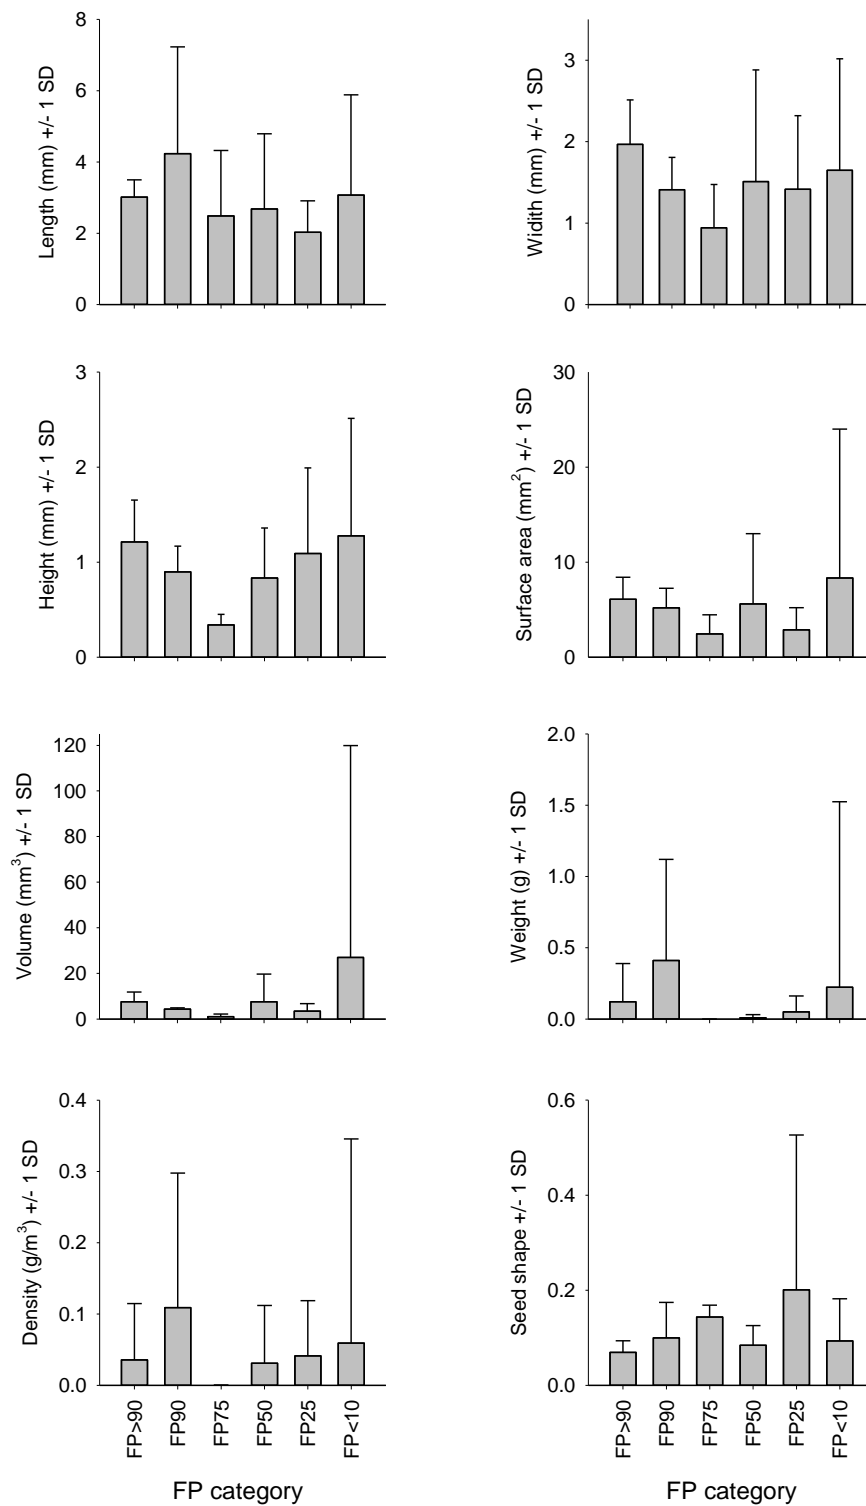 Length (mm) +/- 1 SD
8
6
4
2
0
Widith (mm) +/- 1 SD
3
2
1
0
Height (mm) +/- 1 SD
3
2
1
0
Surface area (mm²) +/- 1 SD
30
20
10
0
Volume (mm³) +/- 1 SD
120
100
80
60
40
20
0
Weight (g) +/- 1 SD
2.0
1.5
1.0
0.5
0.0
Density (g/m³) +/- 1 SD
0.4
0.3
0.2
0.1
0.0
FP>90
FP90
FP75
FP50
FP25
FP<10
FP category
Seed shape +/- 1 SD
0.6
0.4
0.2
0.0
FP>90
FP90
FP75
FP50
FP25
FP<10
FP category